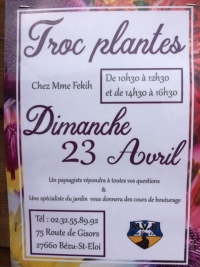 Troc plantes
Chez Mme Fekih
De 10h30 à 12h30
et de 14h30 à 16h30
Dimanche
23 Avril
Un paysagiste répondra à toutes vos questions
&
Une spécialiste du jardin vous donnera des cours de bouturage
Tél : 02.32.55.89.92
75 Route de Gisors
27660 Bézu-St-Eloi